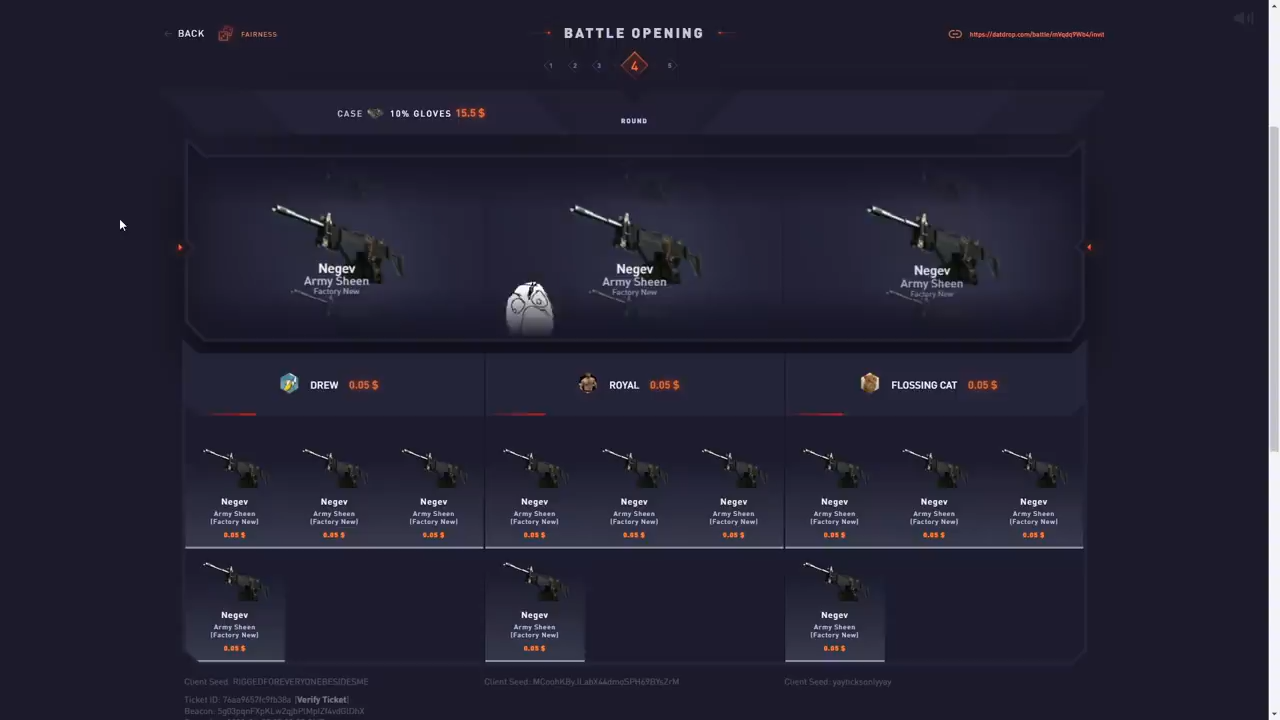 BACK
FAIRNESS
BATTLE OPENING
1 2 3 4 5
CASE 10% GLOVES 15.5 $
ROUND
Negev Negev Negev
Army Sheen Army Sheen Army Sheen
Factory New Factory New Factory New
DREW 0.05 $ ROYAL 0.05 $ FLOSSING CAT 0.05 $
Negev Negev Negev Negev Negev Negev Negev Negev Negev
Army Sheen Army Sheen Army Sheen Army Sheen Army Sheen Army Sheen Army Sheen Army Sheen Army Sheen
(Factory New) (Factory New) (Factory New) (Factory New) (Factory New) (Factory New) (Factory New) (Factory New) (Factory New)
0.05 $ 0.05 $ 0.05 $ 0.05 $ 0.05 $ 0.05 $ 0.05 $ 0.05 $ 0.05 $
Negev Negev Negev
Army Sheen Army Sheen Army Sheen
(Factory New) (Factory New) (Factory New)
0.05 $ 0.05 $ 0.05 $
Client Seed: RIGGEDFOREVERYONEBESIDESME Client Seed: Client Seed:
Ticket ID: [Verify Ticket]
Beacon: